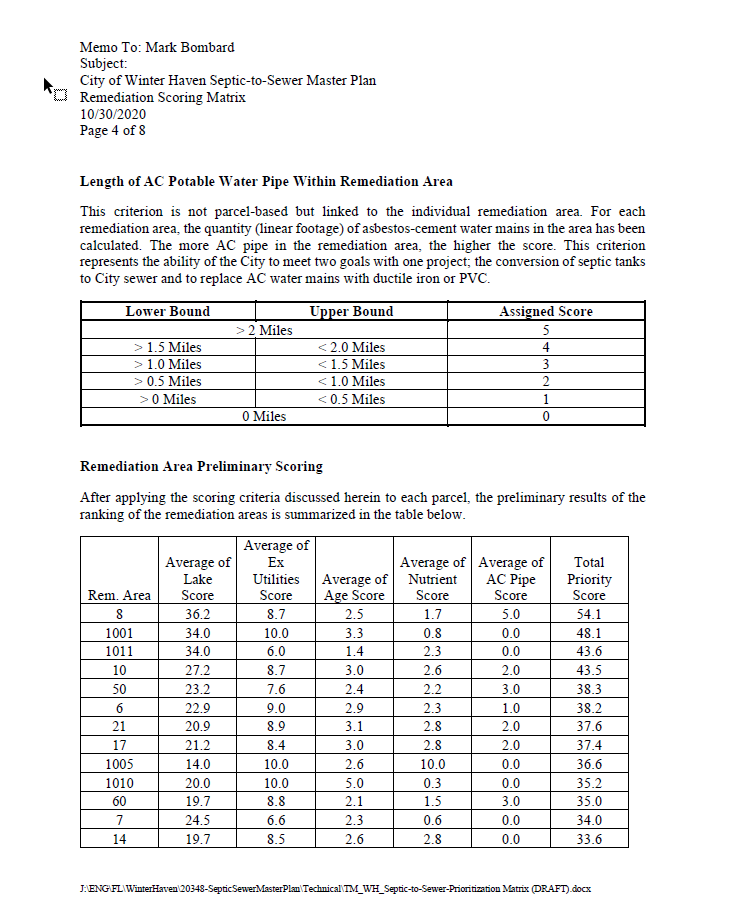 Memo To: Mark Bombard
Subject:
City of Winter Haven Septic-to-Sewer Master Plan
Remediation Scoring Matrix
10/30/2020
Page 4 of 8
Length of AC Potable Water Pipe Within Remediation Area
This criterion is not parcel-based but linked to the individual remediation area. For each
remediation area, the quantity (linear footage) of asbestos-cement water mains in the area has been
calculated. The more AC pipe in the remediation area, the higher the score. This criterion
represents the ability of the City to meet two goals with one project; the conversion of septic tanks
to City sewer and to replace AC water mains with ductile iron or PVC.
Lower Bound Upper Bound Assigned Score
> 2 Miles 5
> 1.5 Miles < 2.0 Miles 4
> 1.0 Miles < 1.5 Miles 3
> 0.5 Miles < 1.0 Miles 2
> 0 Miles < 0.5 Miles 1
0 Miles 0
Remediation Area Preliminary Scoring
After applying the scoring criteria discussed herein to each parcel, the preliminary results of the
ranking of the remediation areas is summarized in the table below.
Average of
Average of Ex Average of Average of Total
Lake Utilities Average of Nutrient AC Pipe Priority
Rem. Area Score Score Age Score Score Score Score
8 36.2 8.7 2.5 1.7 5.0 54.1
1001 34.0 10.0 3.3 0.8 0.0 48.1
1011 34.0 6.0 1.4 2.3 0.0 43.6
10 27.2 8.7 3.0 2.6 2.0 43.5
50 23.2 7.6 2.4 2.2 3.0 38.3
6 22.9 9.0 2.9 2.3 1.0 38.2
21 20.9 8.9 3.1 2.8 2.0 37.6
17 21.2 8.4 3.0 2.8 2.0 37.4
1005 14.0 10.0 2.6 10.0 0.0 36.6
1010 20.0 10.0 5.0 0.3 0.0 35.2
60 19.7 8.8 2.1 1.5 3.0 35.0
7 24.5 6.6 2.3 0.6 0.0 34.0
14 19.7 8.5 2.6 2.8 0.0 33.6
J:\ENG\FL\WinterHaven\20348-SepticSewerMasterPlan\Technical\TM_WH_Septic-to-Sewer-Prioritization Matrix (DRAFT).docx